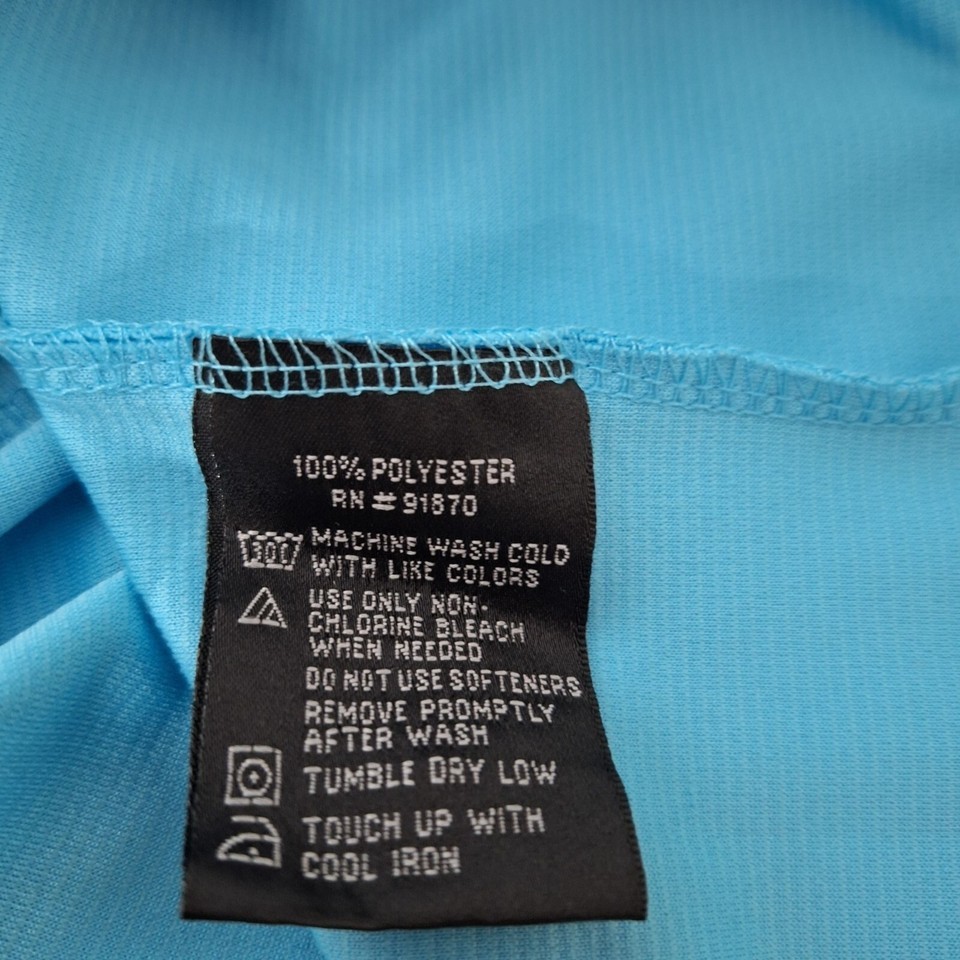 100% POLYESTER
RN # 91870
30C MACHINE WASH COLD
WITH LIKE COLORS
USE ONLY NON-
CHLORINE BLEACH
WHEN NEEDED
DO NOT USE SOFTENERS
REMOVE PROMPTLY
AFTER WASH
TUMBLE DRY LOW
TOUCH UP WITH
COOL IRON